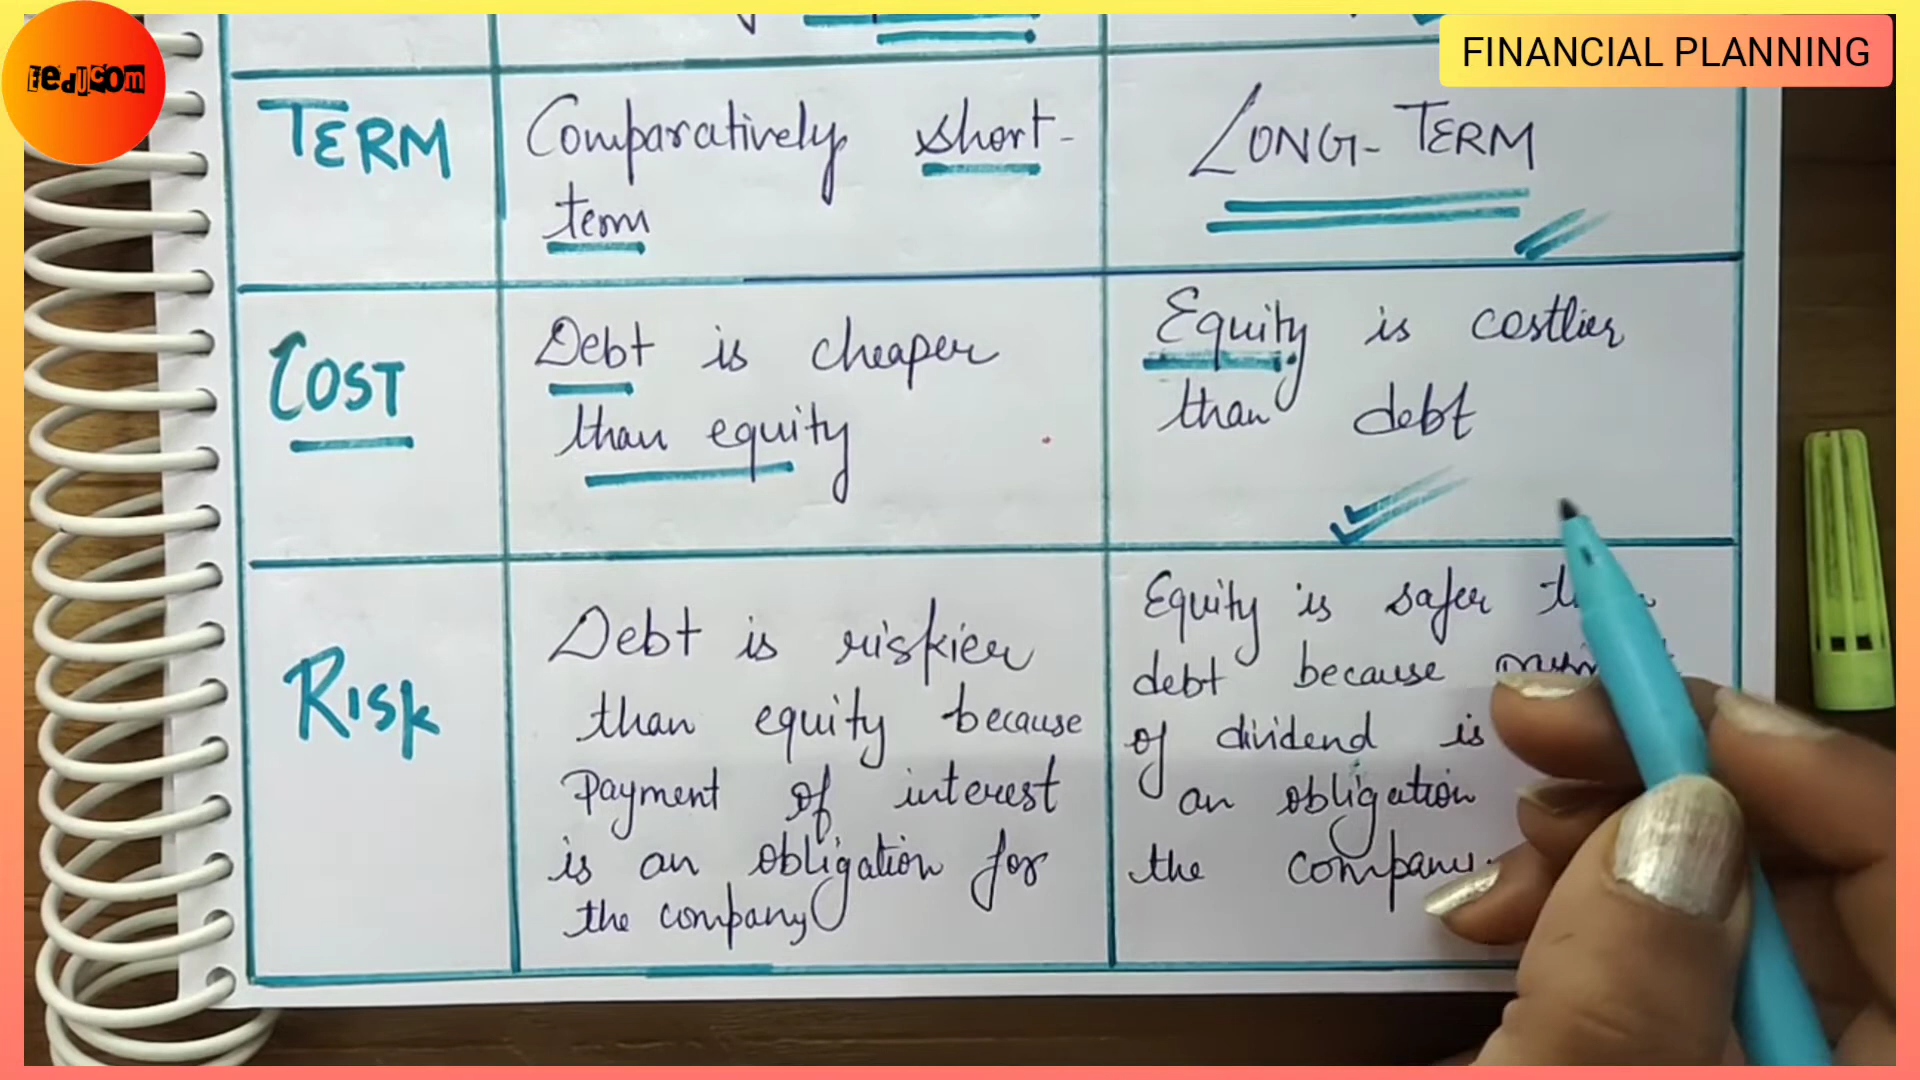 EeduCom
FINANCIAL PLANNING
TERM
Comparatively short-
term
LONG-TERM
COST
Debt is cheaper
than equity
Equity is costlier
than debt
RISK
Debt is riskier
than equity because
payment of interest
is an obligation for
the company
Equity is safer
debt because
of dividend is
an obligation
the company.